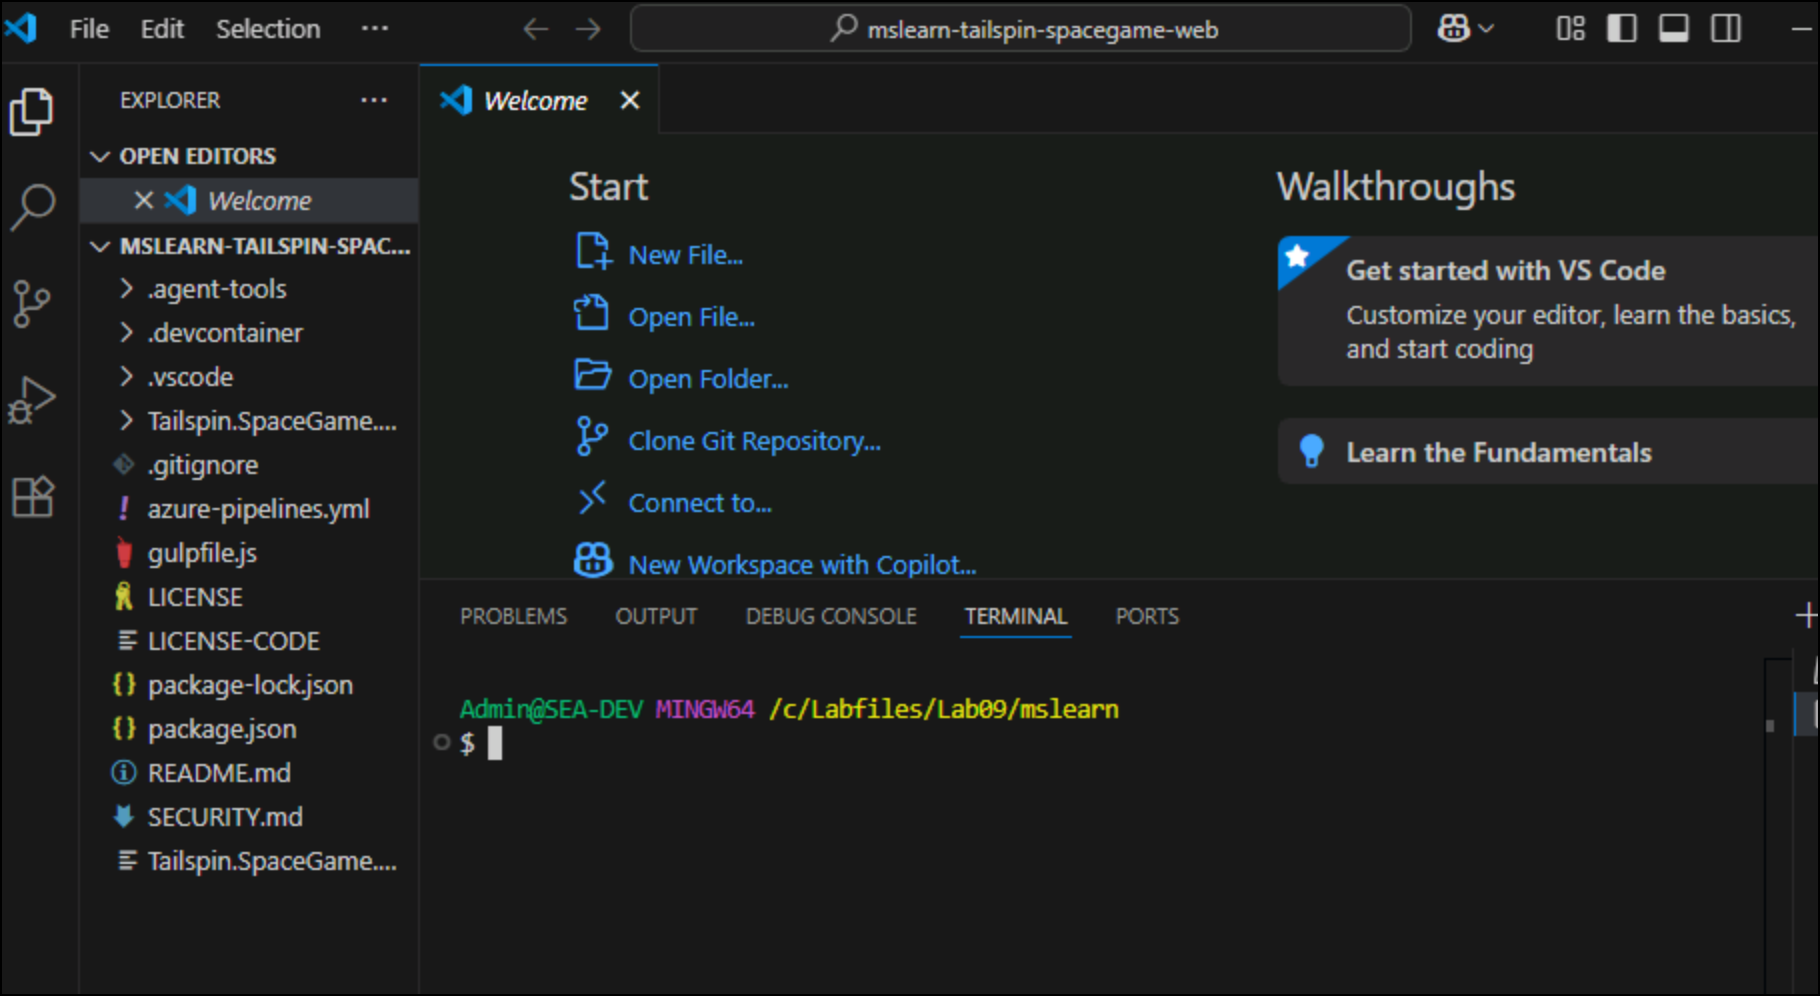 File Edit Selection ···
mslearn-tailspin-spacegame-web
EXPLORER ···
OPEN EDITORS
Welcome
MSLEARN-TAILSPIN-SPAC...
.agent-tools
.devcontainer
.vscode
Tailspin.SpaceGame....
.gitignore
azure-pipelines.yml
gulpfile.js
LICENSE
LICENSE-CODE
package-lock.json
package.json
README.md
SECURITY.md
Tailspin.SpaceGame....
Welcome
Start
New File...
Open File...
Open Folder...
Clone Git Repository...
Connect to...
New Workspace with Copilot...
Walkthroughs
Get started with VS Code
Customize your editor, learn the basics,
and start coding
Learn the Fundamentals
PROBLEMS OUTPUT DEBUG CONSOLE TERMINAL PORTS
Admin@SEA-DEV MINGW64 /c/Labfiles/Lab09/mslearn
$